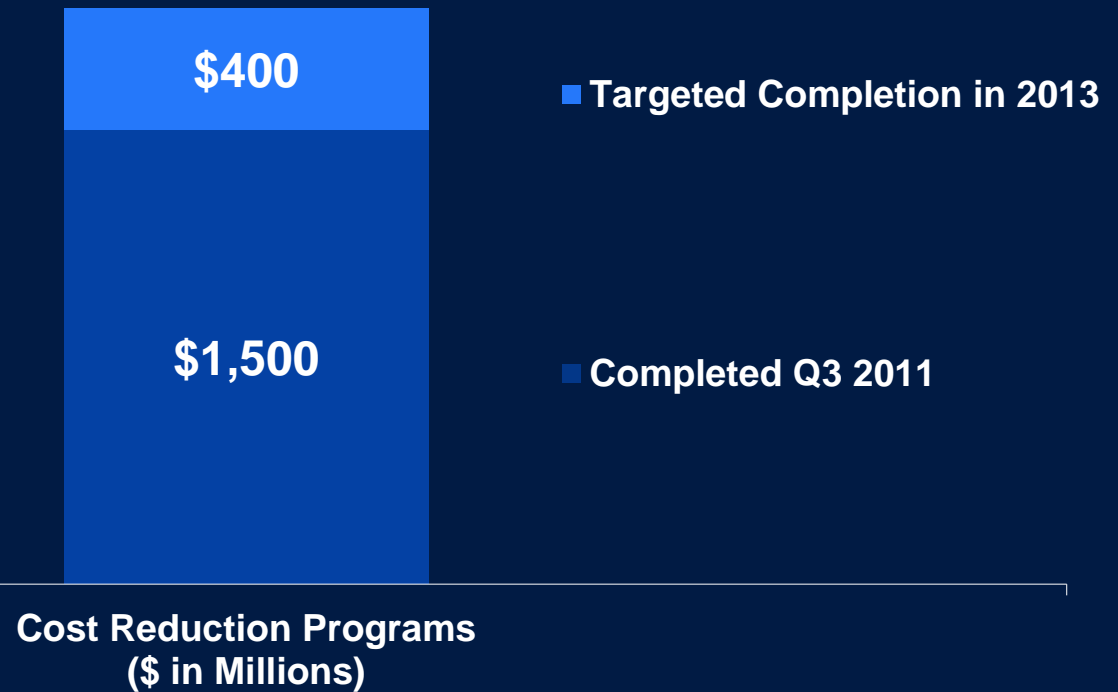 $400
Targeted Completion in 2013
$1,500
Completed Q3 2011
Cost Reduction Programs
($ in Millions)